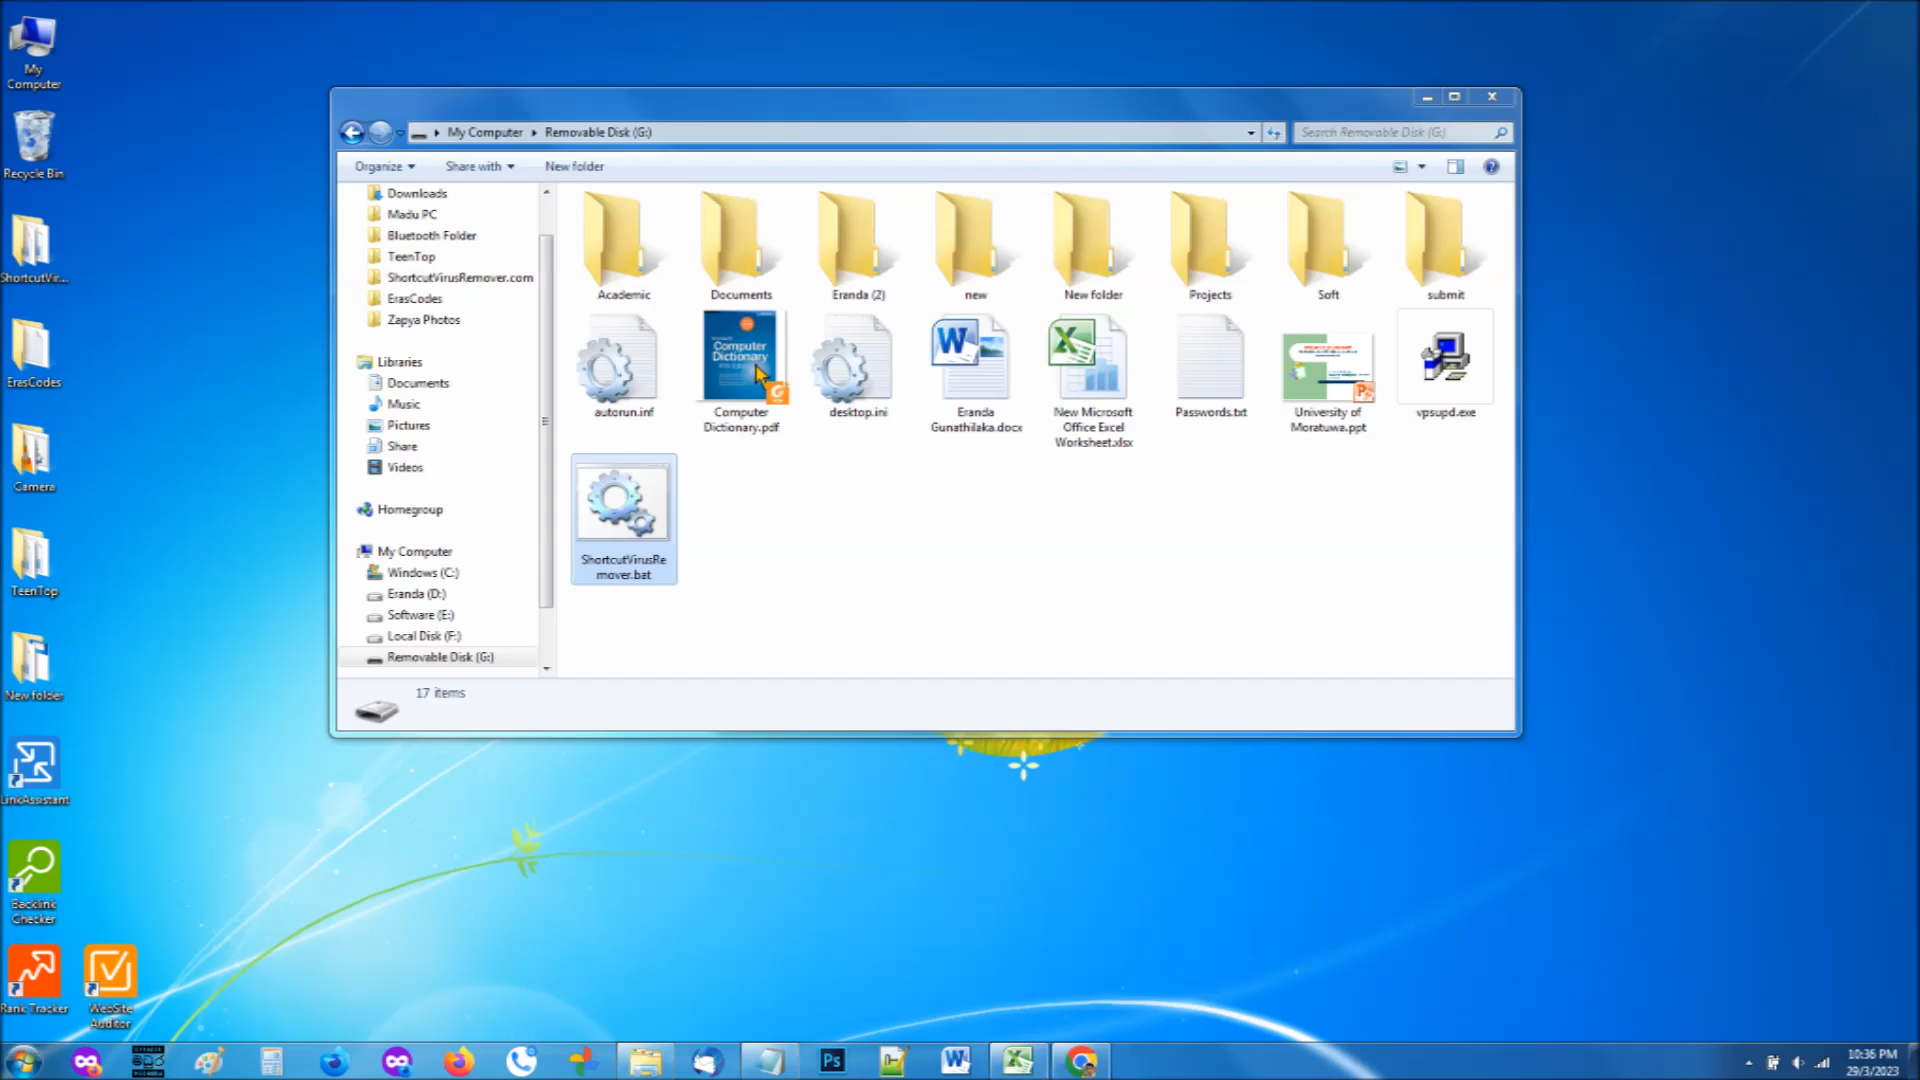 My Computer
Recycle Bin
ShortcutVir...
ErasCodes
Camera
TeenTop
New folder
LinkAssistant
Backlink Checker
Rank Tracker
WebSite Auditor
My Computer
Removable Disk (G:)
Search Removable Disk (G:)
Organize
Share with
New folder
Downloads
Madu PC
Bluetooth Folder
TeenTop
ShortcutVirusRemover.com
ErasCodes
Zapya Photos
Libraries
Documents
Music
Pictures
Share
Videos
Homegroup
My Computer
Windows (C:)
Eranda (D:)
Software (E:)
Local Disk (F:)
Removable Disk (G:)
Academic
Documents
Eranda (2)
new
New folder
Projects
Soft
submit
Computer
Dictionary
autorun.inf
Computer
Dictionary.pdf
desktop.ini
Eranda
Gunathilaka.docx
New Microsoft
Office Excel
Worksheet.xlsx
Passwords.txt
University of
Moratuwa.ppt
vpsupd.exe
ShortcutVirusRe
mover.bat
17 items
Ps
W
10:36 PM
29/3/2023